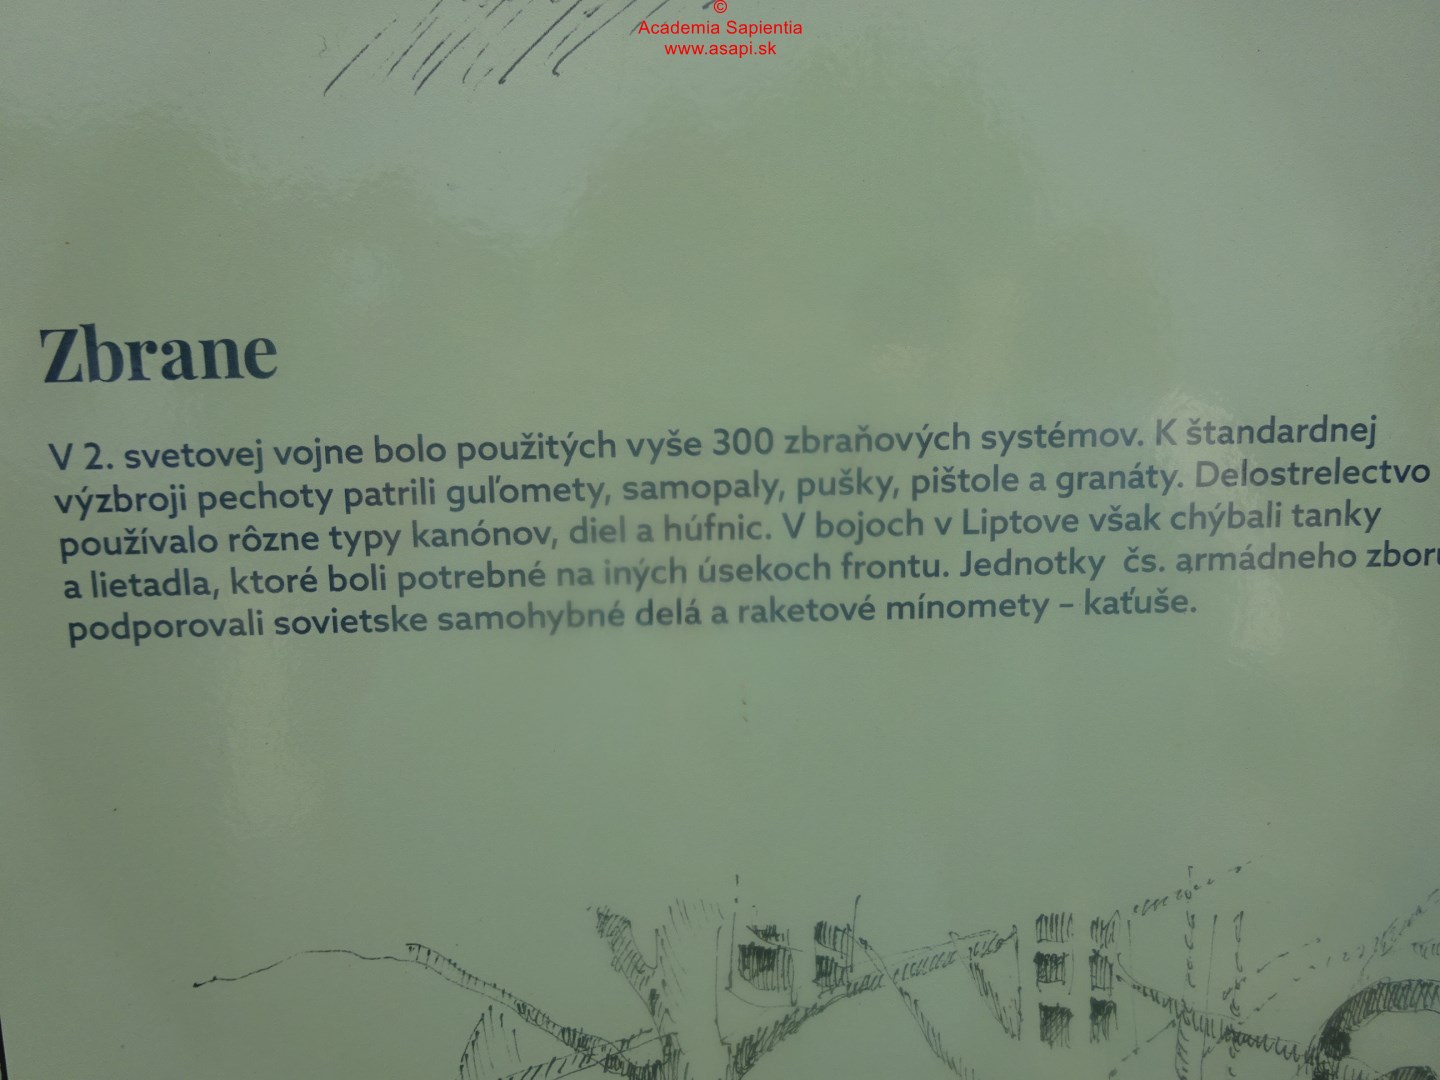 ©
Academia Sapientia
www.asapi.sk
Zbrane
V 2. svetovej vojne bolo použitých vyše 300 zbraňových systémov. K štandardnej
výzbroji pechoty patrili guľomety, samopaly, pušky, pištole a granáty. Delostrelectvo
používalo rôzne typy kanónov, diel a húfnic. V bojoch v Liptove však chýbali tanky
a lietadla, ktoré boli potrebné na iných úsekoch frontu. Jednotky čs. armádneho zboru
podporovali sovietske samohybné delá a raketové mínomety – kaťuše.